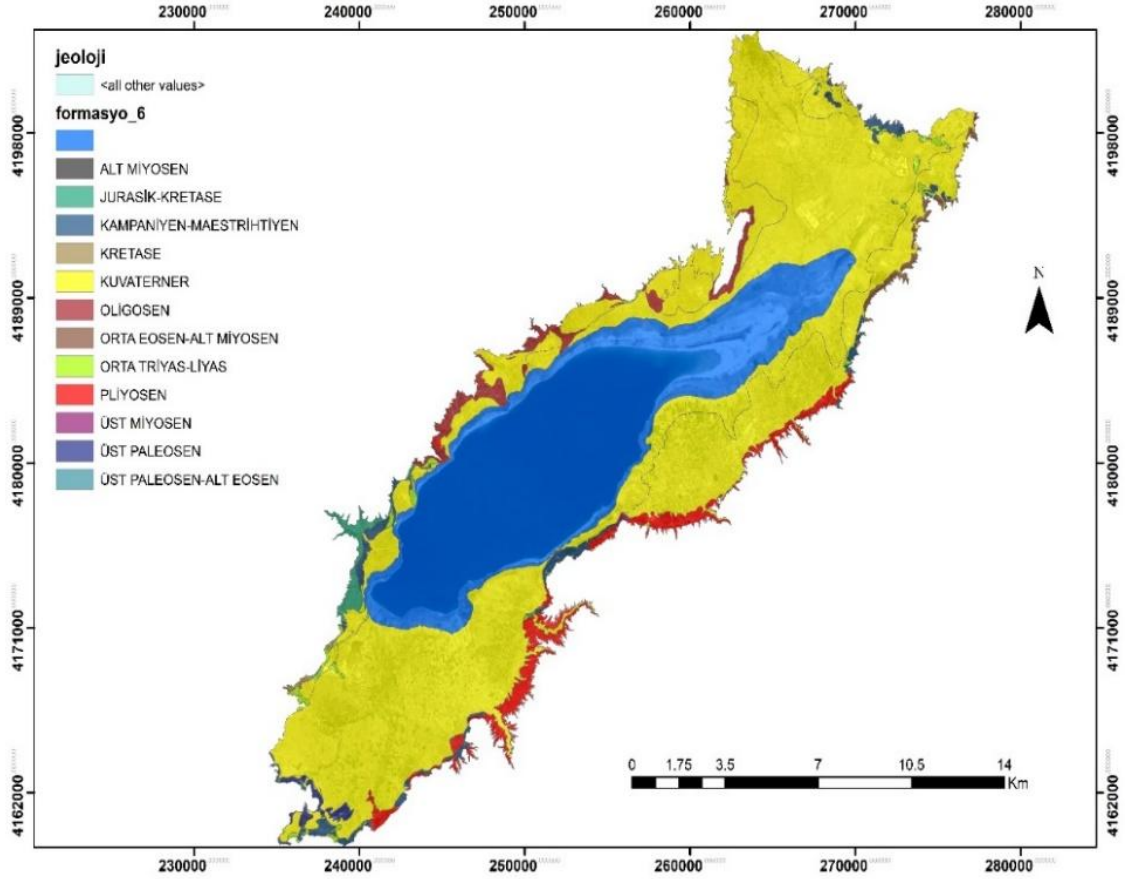 230000 240000 250000 260000 270000 280000
jeoloji
<all other values>
formasyo_6
ALT MİYOSEN
JURASİK-KRETASE
KAMPANİYEN-MAESTRİHTİYEN
KRETASE
KUVATERNER
OLİGOSEN
ORTA EOSEN-ALT MİYOSEN
ORTA TRİYAS-LİYAS
PLİYOSEN
ÜST MİYOSEN
ÜST PALEOSEN
ÜST PALEOSEN-ALT EOSEN
4198000
4189000
4180000
4171000
4162000
N
4198000
4189000
4180000
4171000
4162000
0 1.75 3.5 7 10.5 14
Km
230000 240000 250000 260000 270000 280000